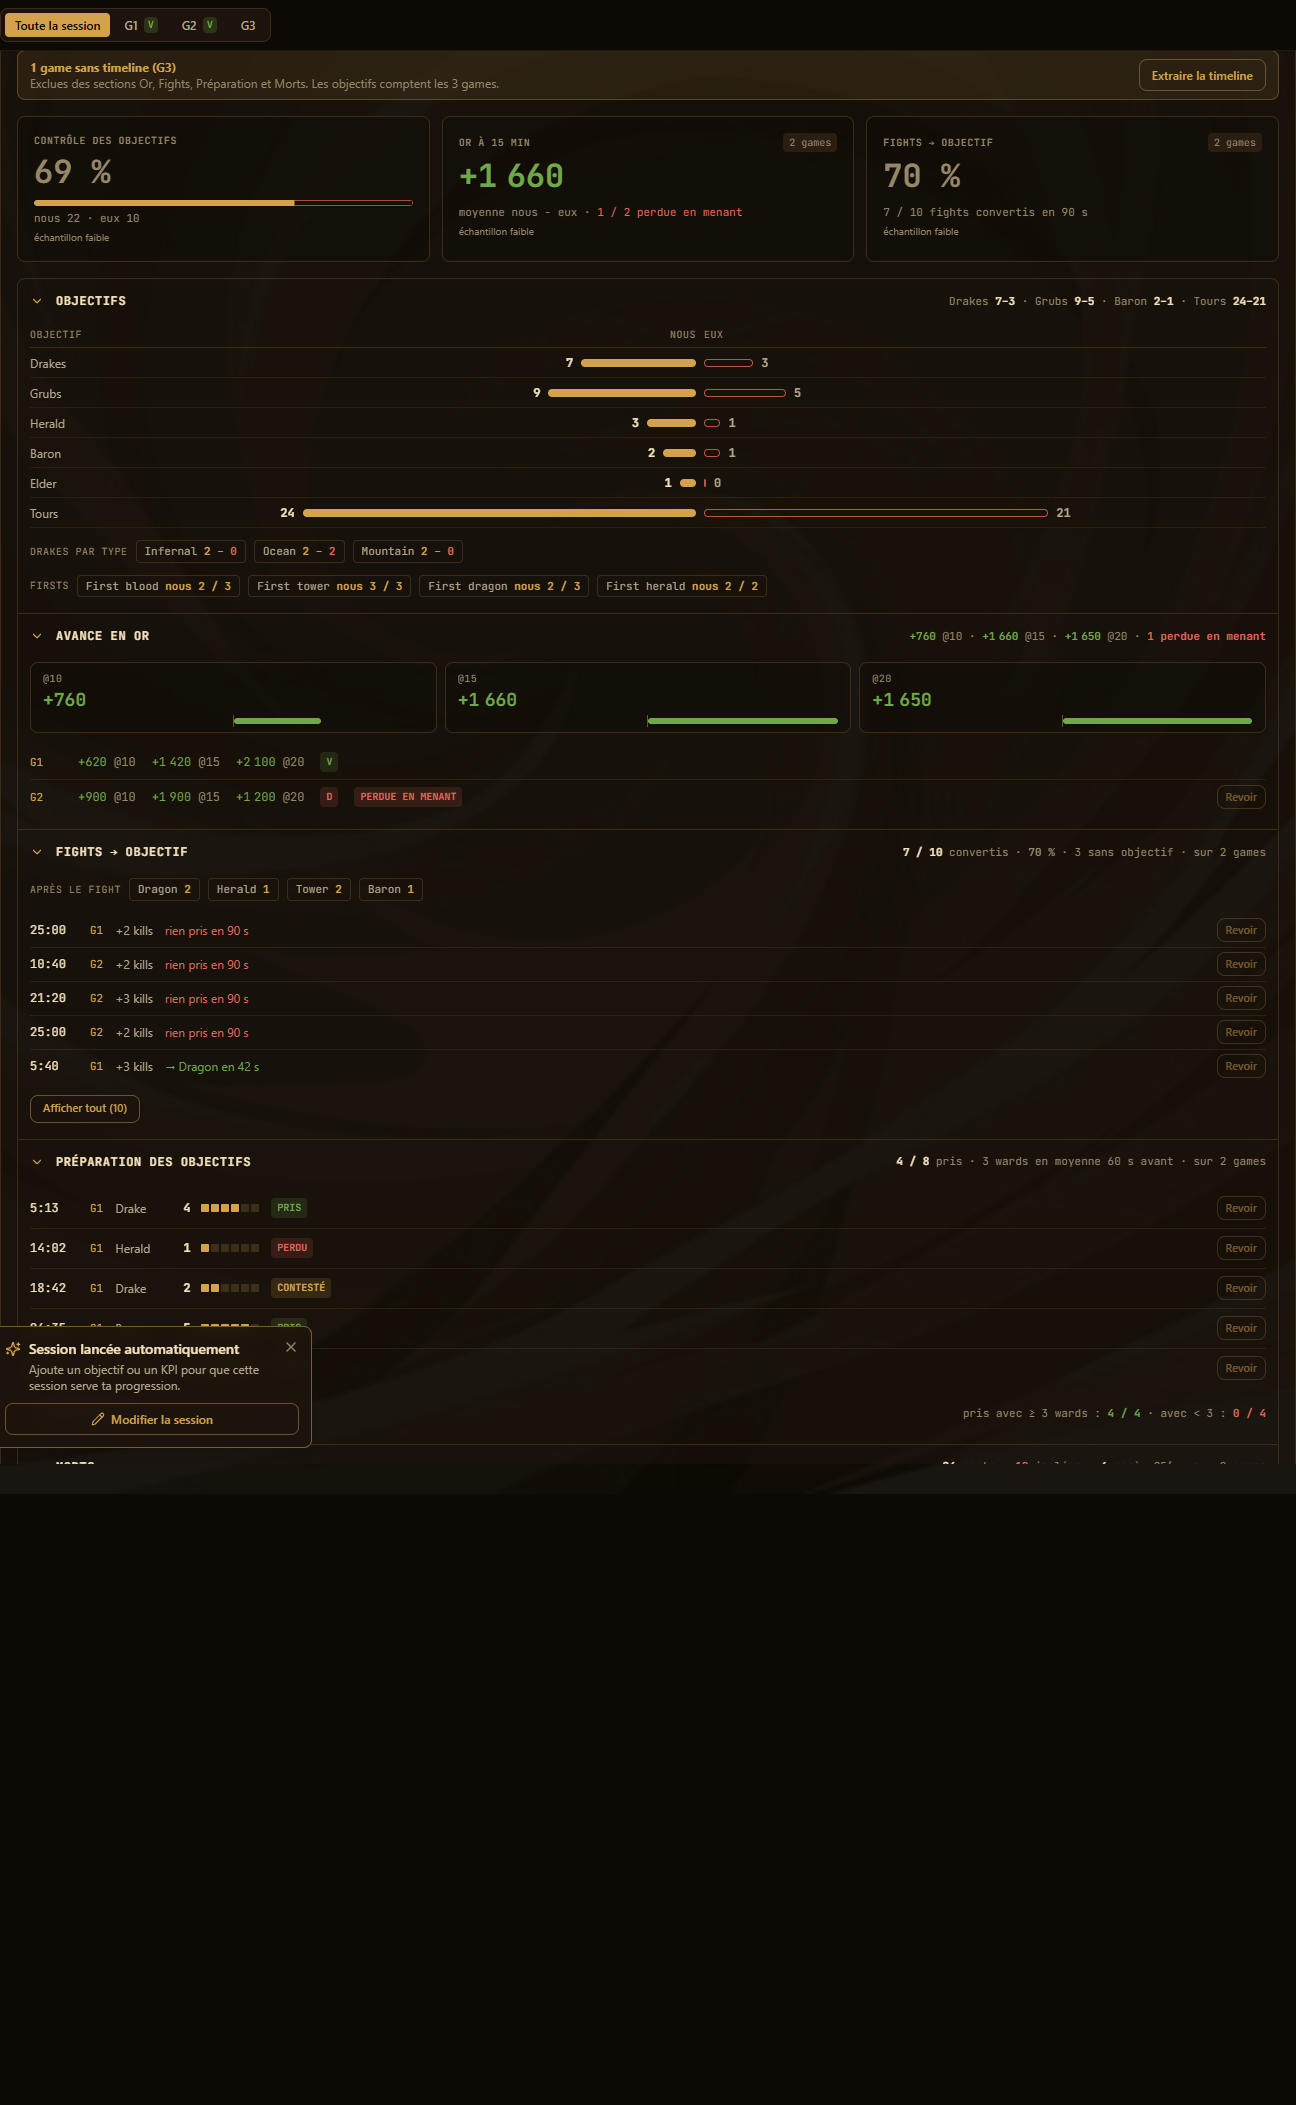 Toute la session G1 V G2 V G3
1 game sans timeline (G3)
Exclues des sections Or, Fights, Préparation et Morts. Les objectifs comptent les 3 games.
Extraire la timeline
CONTRÔLE DES OBJECTIFS
69 %
nous 22 · eux 10
échantillon faible
OR À 15 MIN 2 games
+1 660
moyenne nous - eux · 1 / 2 perdue en menant
échantillon faible
FIGHTS → OBJECTIF 2 games
70 %
7 / 10 fights convertis en 90 s
échantillon faible
OBJECTIFS Drakes 7–3 · Grubs 9–5 · Baron 2–1 · Tours 24–21
OBJECTIF NOUS EUX
Drakes 7 3
Grubs 9 5
Herald 3 1
Baron 2 1
Elder 1 0
Tours 24 21
DRAKES PAR TYPE Infernal 2 – 0 Ocean 2 – 2 Mountain 2 – 0
FIRSTS First blood nous 2 / 3 First tower nous 3 / 3 First dragon nous 2 / 3 First herald nous 2 / 2
AVANCE EN OR +760 @10 · +1 660 @15 · +1 650 @20 · 1 perdue en menant
@10
+760
@15
+1 660
@20
+1 650
G1 +620 @10 +1 420 @15 +2 100 @20 V
G2 +900 @10 +1 900 @15 +1 200 @20 D PERDUE EN MENANT Revoir
FIGHTS → OBJECTIF 7 / 10 convertis · 70 % · 3 sans objectif · sur 2 games
APRÈS LE FIGHT Dragon 2 Herald 1 Tower 2 Baron 1
25:00 G1 +2 kills rien pris en 90 s Revoir
10:40 G2 +2 kills rien pris en 90 s Revoir
21:20 G2 +3 kills rien pris en 90 s Revoir
25:00 G2 +2 kills rien pris en 90 s Revoir
5:40 G1 +3 kills → Dragon en 42 s Revoir
Afficher tout (10)
PRÉPARATION DES OBJECTIFS 4 / 8 pris · 3 wards en moyenne 60 s avant · sur 2 games
5:13 G1 Drake 4 PRIS Revoir
14:02 G1 Herald 1 PERDU Revoir
18:42 G1 Drake 2 CONTESTÉ Revoir
Revoir
Revoir
Session lancée automatiquement
Ajoute un objectif ou un KPI pour que cette
session serve ta progression.
Modifier la session
pris avec ≥ 3 wards : 4 / 4 · avec < 3 : 0 / 4